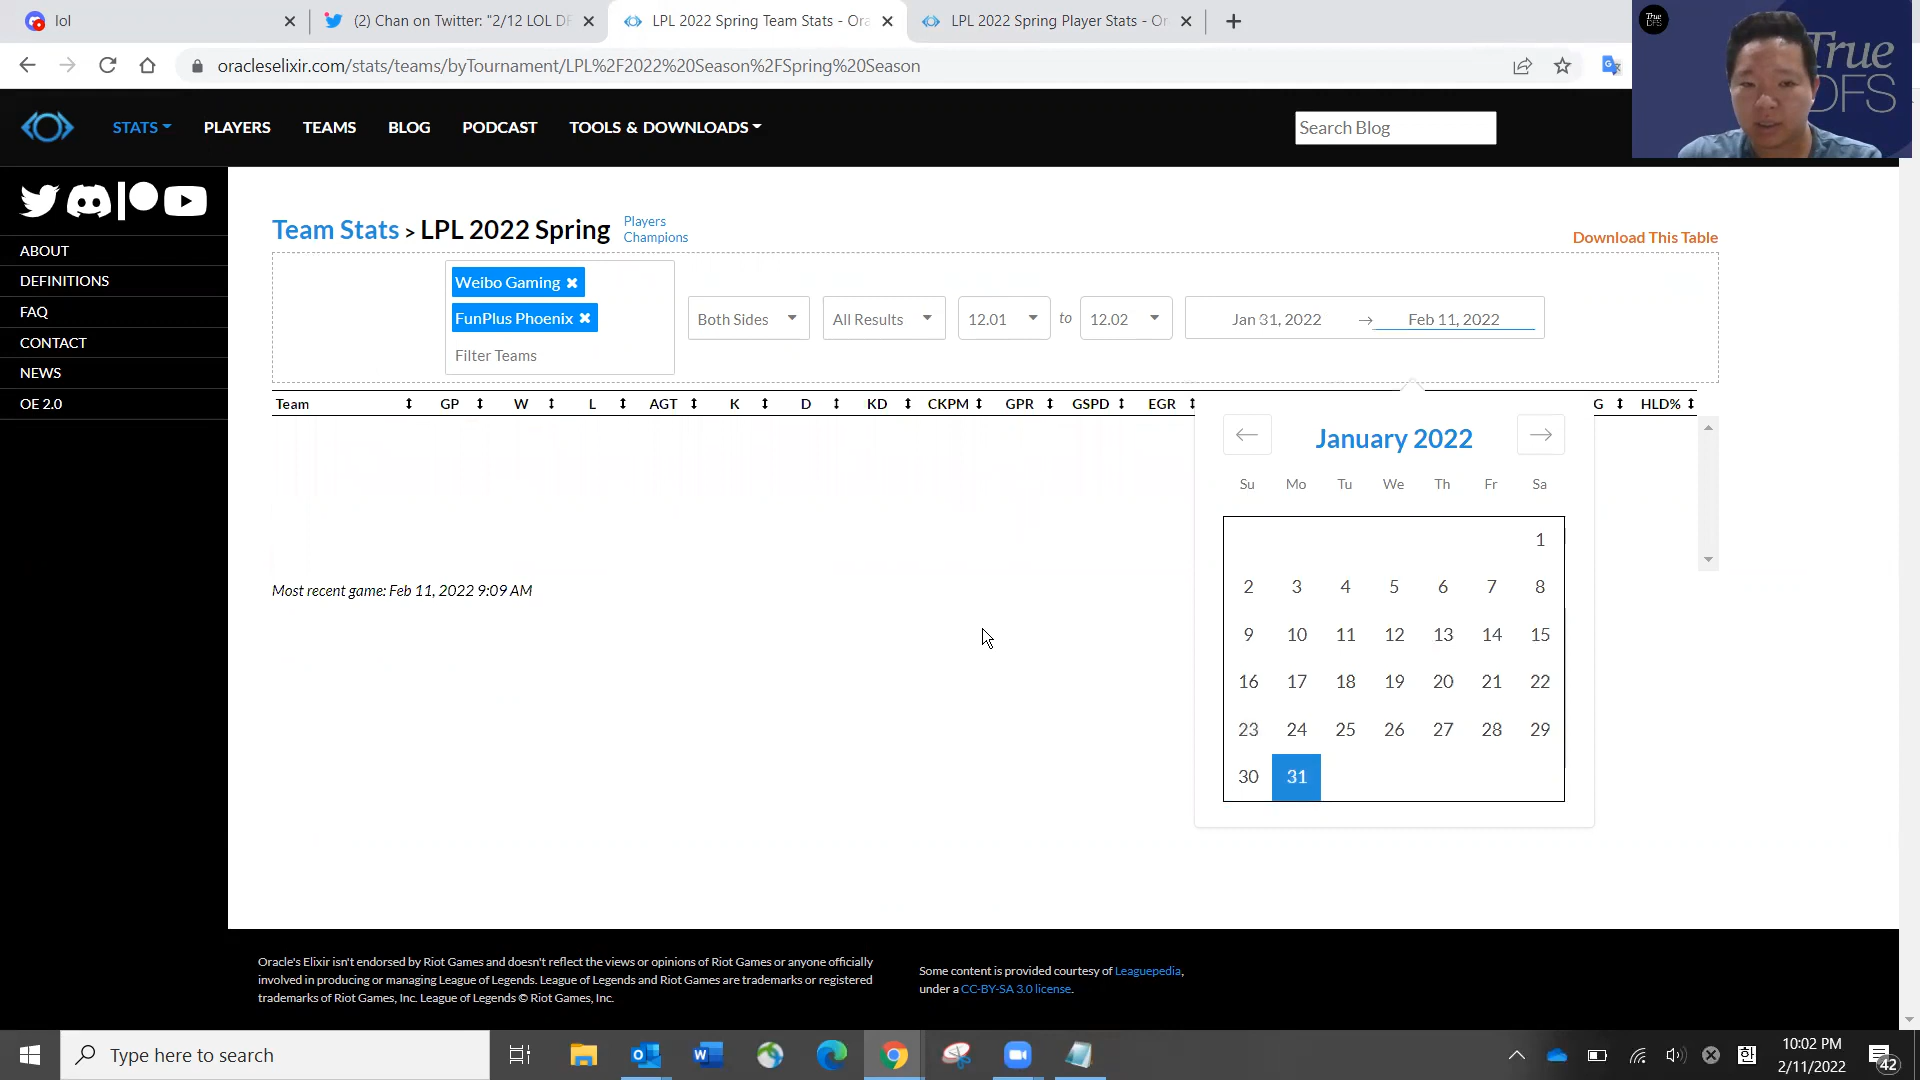 lol
(2) Chan on Twitter: "2/12 LOL DF
LPL 2022 Spring Team Stats - Ora
LPL 2022 Spring Player Stats - Or
oracleselixir.com/stats/teams/byTournament/LPL%2F2022%20Season%2FSpring%20Season
True DFS
True
DFS
STATS PLAYERS TEAMS BLOG PODCAST TOOLS & DOWNLOADS
Search Blog
ABOUT
DEFINITIONS
FAQ
CONTACT
NEWS
OE 2.0
Team Stats > LPL 2022 Spring
Players
Champions
Download This Table
Weibo Gaming
FunPlus Phoenix
Filter Teams
Both Sides
All Results
12.01 to 12.02
Jan 31, 2022 → Feb 11, 2022
Team GP W L AGT K D KD CKPM GPR GSPD EGR G HLD%
January 2022
Su Mo Tu We Th Fr Sa
1
2 3 4 5 6 7 8
9 10 11 12 13 14 15
16 17 18 19 20 21 22
23 24 25 26 27 28 29
30 31
Most recent game: Feb 11, 2022 9:09 AM
Oracle's Elixir isn't endorsed by Riot Games and doesn't reflect the views or opinions of Riot Games or anyone officially
involved in producing or managing League of Legends. League of Legends and Riot Games are trademarks or registered
trademarks of Riot Games, Inc. League of Legends © Riot Games, Inc.
Some content is provided courtesy of Leaguepedia,
under a CC-BY-SA 3.0 license.
Type here to search
한
10:02 PM
2/11/2022
42